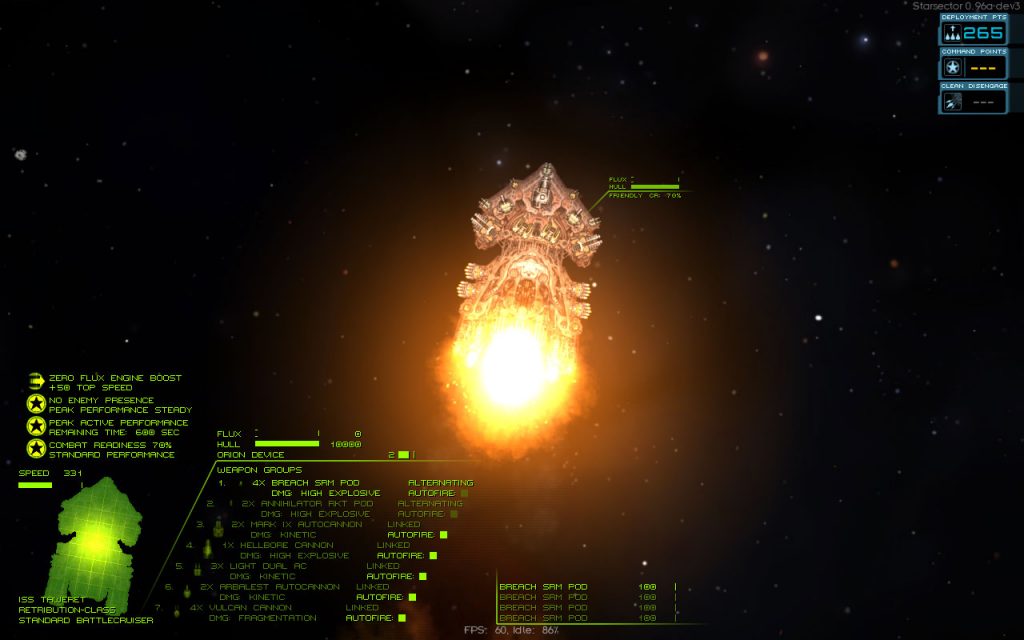 Starsector 0.96a-dev3
DEPLOYMENT PTS
265
COMMAND POINTS
---
CLEAN DISENGAGE
---
FLUX
HULL
FRIENDLY CR: 70%
ZERO FLUX ENGINE BOOST
+50 TOP SPEED
NO ENEMY PRESENCE
PEAK PERFORMANCE STEADY
PEAK ACTIVE PERFORMANCE
REMAINING TIME: 600 SEC
COMBAT READINESS 70%
STANDARD PERFORMANCE
SPEED 331
ISS TAWERET
RETRIBUTION-CLASS
STANDARD BATTLECRUISER
FLUX 0
HULL 10000
ORION DEVICE 2
WEAPON GROUPS
1. 4X BREACH SRM POD ALTERNATING
DMG: HIGH EXPLOSIVE AUTOFIRE:
2. 2X ANNIHILATOR RKT POD ALTERNATING
DMG: HIGH EXPLOSIVE AUTOFIRE:
3. 2X MARK IX AUTOCANNON LINKED
DMG: KINETIC AUTOFIRE:
4. 1X HELLBORE CANNON LINKED
DMG: HIGH EXPLOSIVE AUTOFIRE:
5. 3X LIGHT DUAL AC LINKED
DMG: KINETIC AUTOFIRE:
6. 2X ARBALEST AUTOCANNON LINKED
DMG: KINETIC AUTOFIRE:
7. 4X VULCAN CANNON LINKED
DMG: FRAGMENTATION AUTOFIRE:
BREACH SRM POD 100
BREACH SRM POD 100
BREACH SRM POD 100
BREACH SRM POD 100
FPS: 60, Idle: 86%